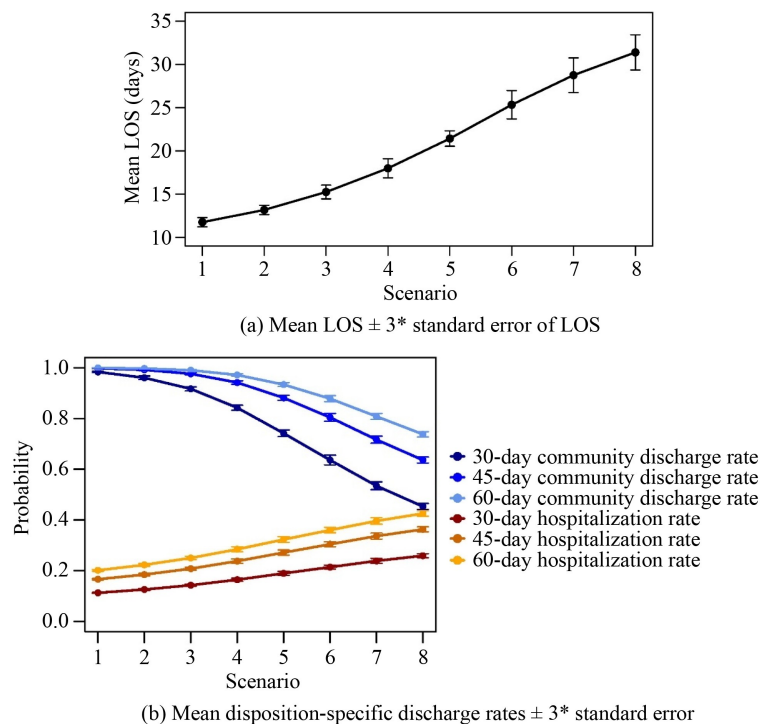 35
30
25
20
15
10
Mean LOS (days)
1 2 3 4 5 6 7 8
Scenario
(a) Mean LOS ± 3* standard error of LOS
1.0
0.8
0.6
0.4
0.2
0.0
Probability
1 2 3 4 5 6 7 8
Scenario
30-day community discharge rate
45-day community discharge rate
60-day community discharge rate
30-day hospitalization rate
45-day hospitalization rate
60-day hospitalization rate
(b) Mean disposition-specific discharge rates ± 3* standard error